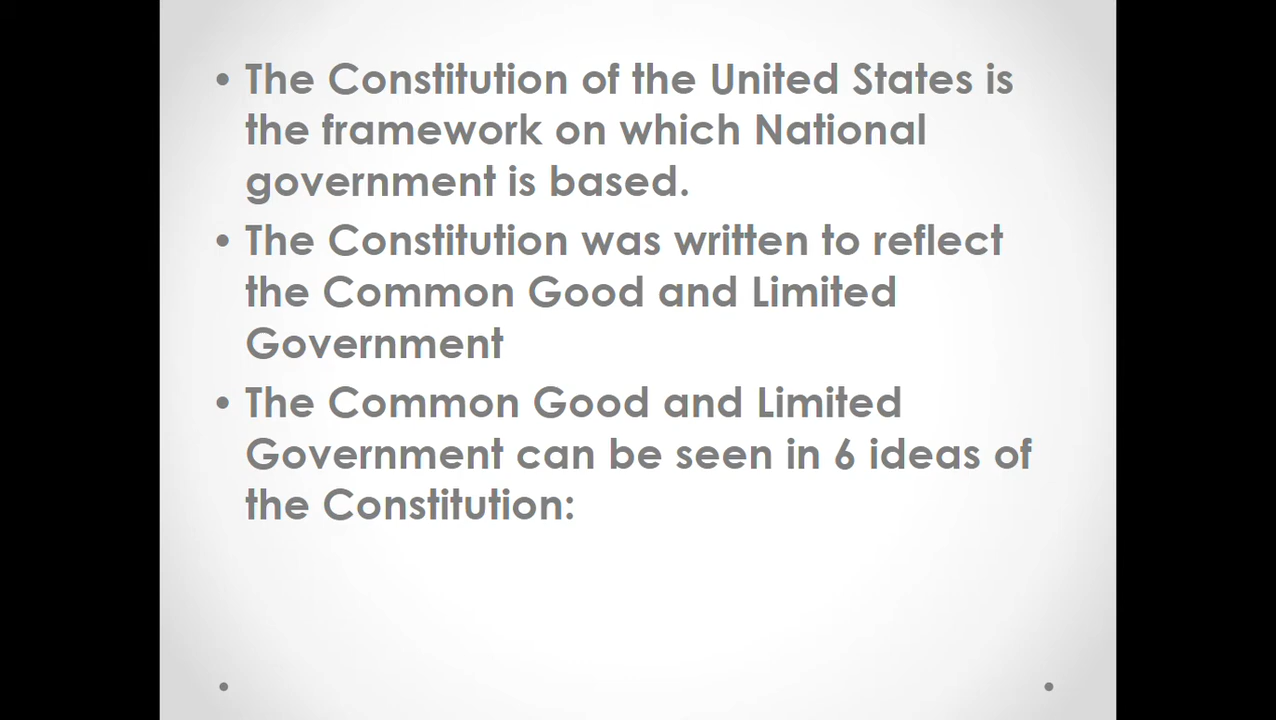 • The Constitution of the United States is
the framework on which National
government is based.
• The Constitution was written to reflect
the Common Good and Limited
Government
• The Common Good and Limited
Government can be seen in 6 ideas of
the Constitution: